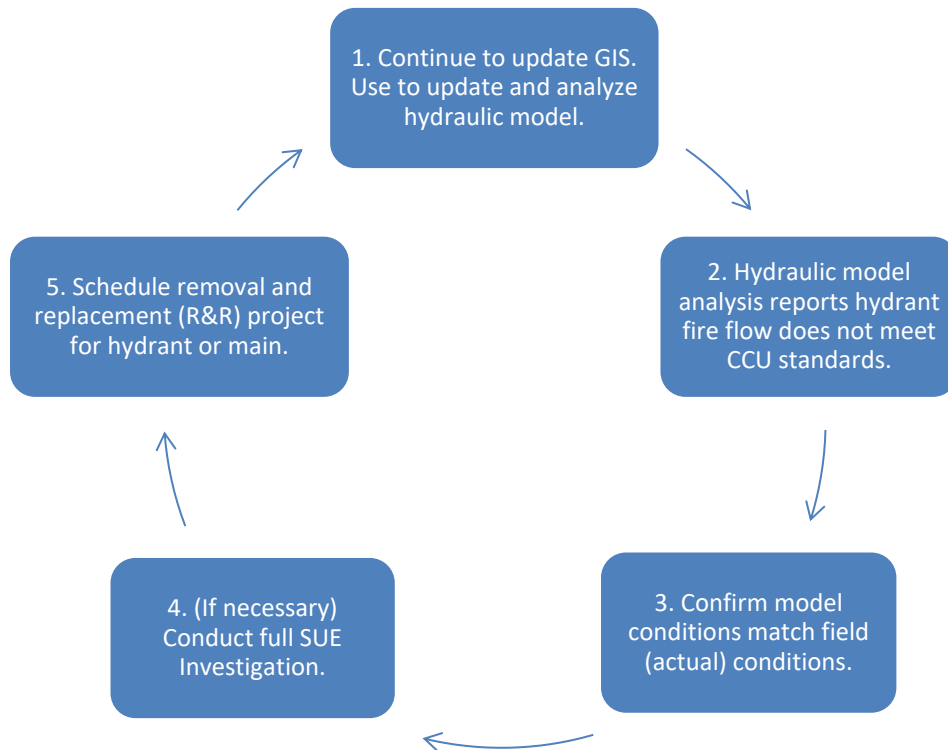 1. Continue to update GIS.
Use to update and analyze
hydraulic model.
2. Hydraulic model
analysis reports hydrant
fire flow does not meet
CCU standards.
3. Confirm model
conditions match field
(actual) conditions.
4. (If necessary)
Conduct full SUE
Investigation.
5. Schedule removal and
replacement (R&R) project
for hydrant or main.